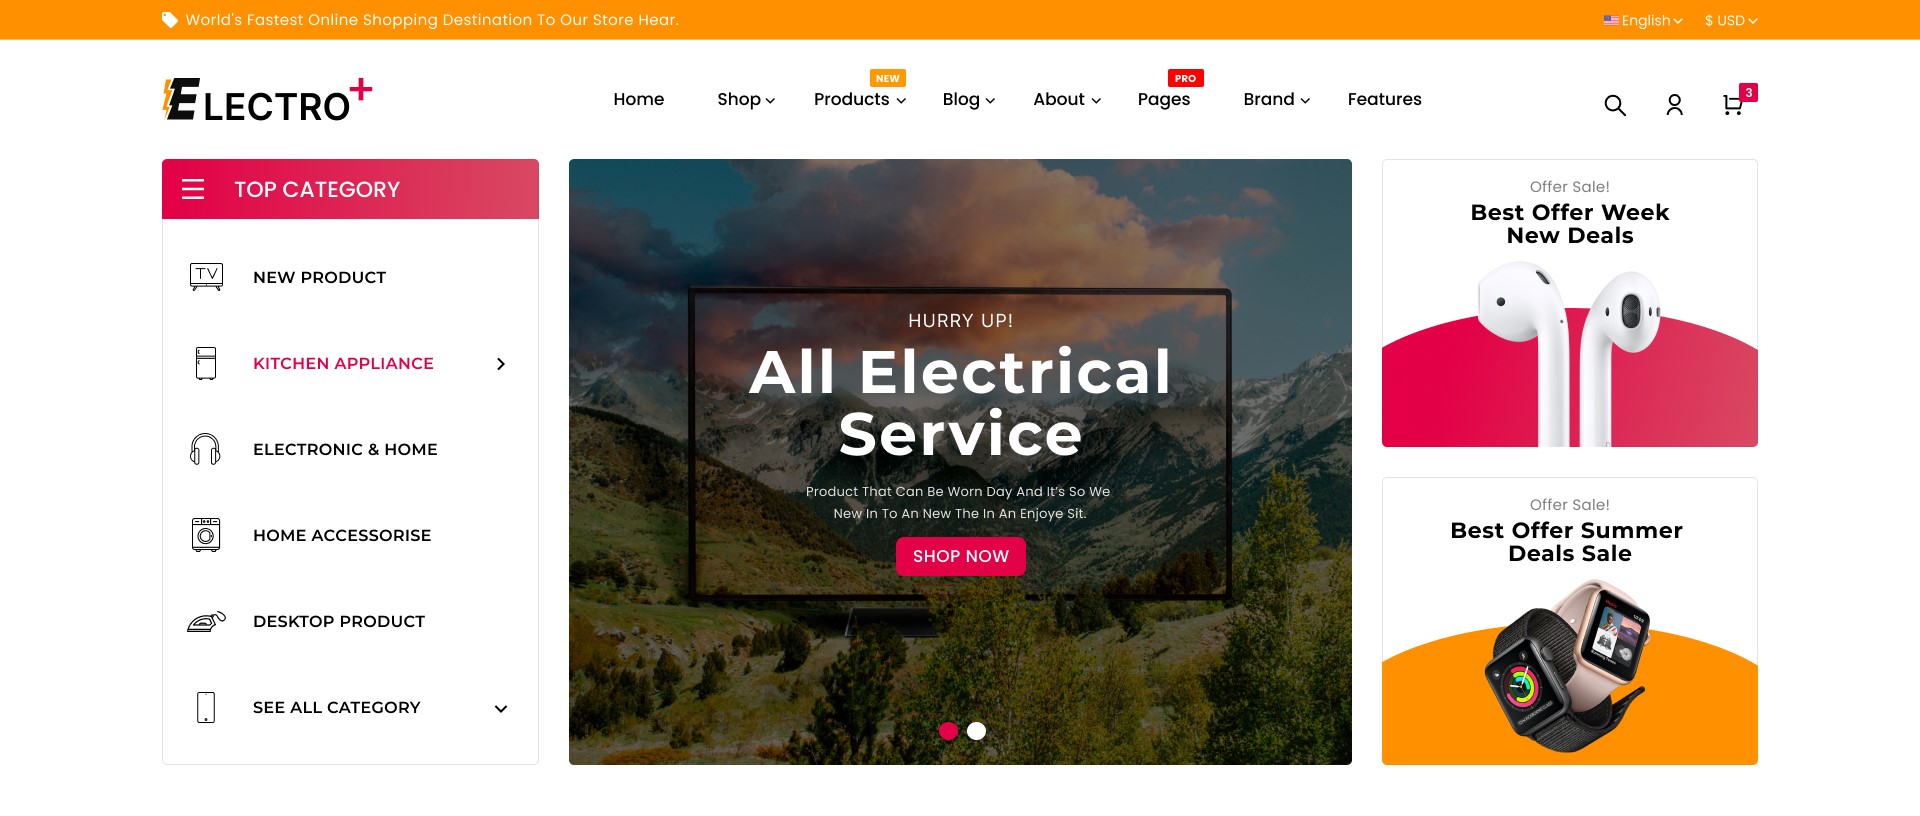 World's Fastest Online Shopping Destination To Our Store Hear.
English
$ USD
ELECTRO+
Home
Shop
Products
NEW
Blog
About
Pages
PRO
Brand
Features
3
TOP CATEGORY
TV
NEW PRODUCT
KITCHEN APPLIANCE
ELECTRONIC & HOME
HOME ACCESSORISE
DESKTOP PRODUCT
SEE ALL CATEGORY
HURRY UP!
All Electrical
Service
Product That Can Be Worn Day And It's So We
New In To An New The In An Enjoye Sit.
SHOP NOW
Offer Sale!
Best Offer Week
New Deals
Offer Sale!
Best Offer Summer
Deals Sale